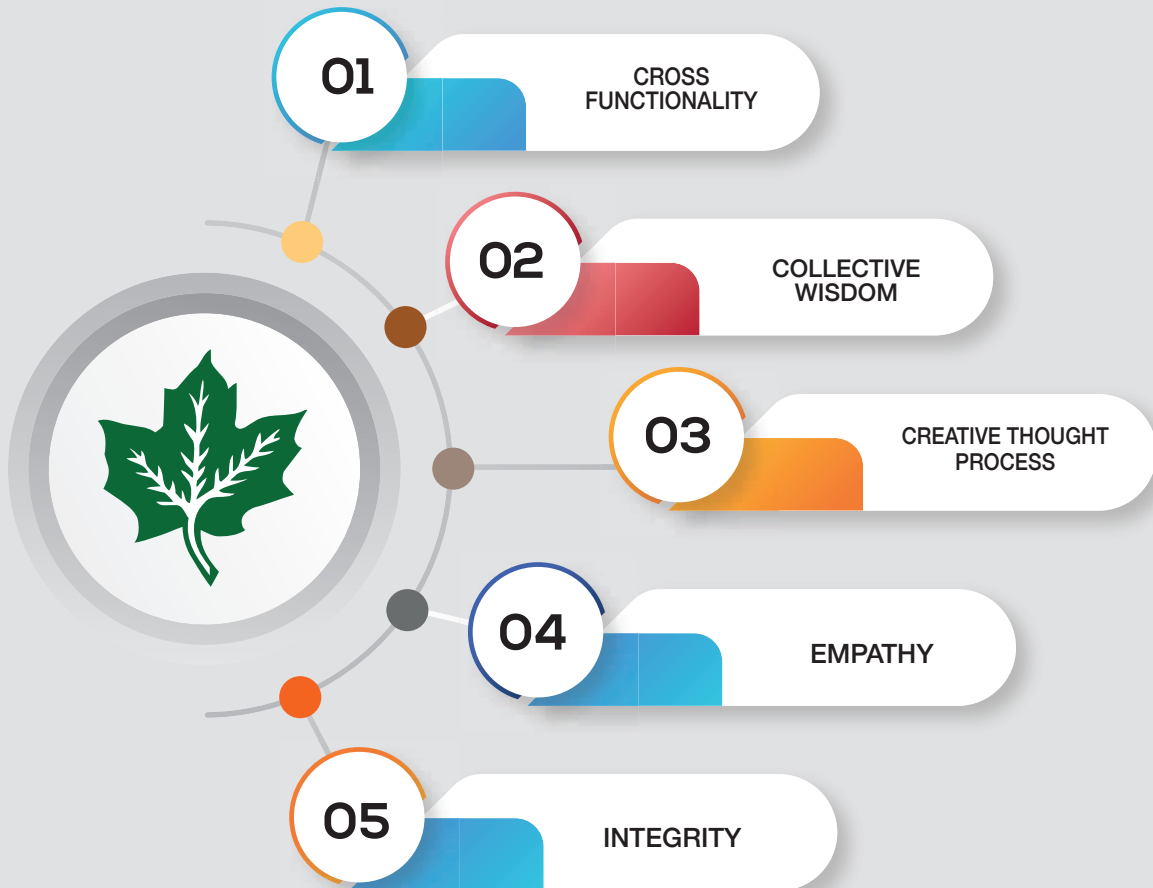 01
CROSS
FUNCTIONALITY
02
COLLECTIVE
WISDOM
03
CREATIVE THOUGHT
PROCESS
04
EMPATHY
05
INTEGRITY